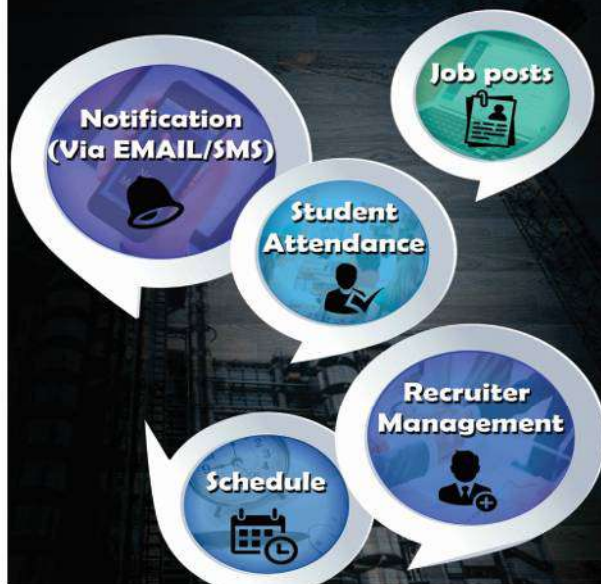 Job posts
Notification
(Via EMAIL/SMS)
Student
Attendance
Recruiter
Management
Schedule